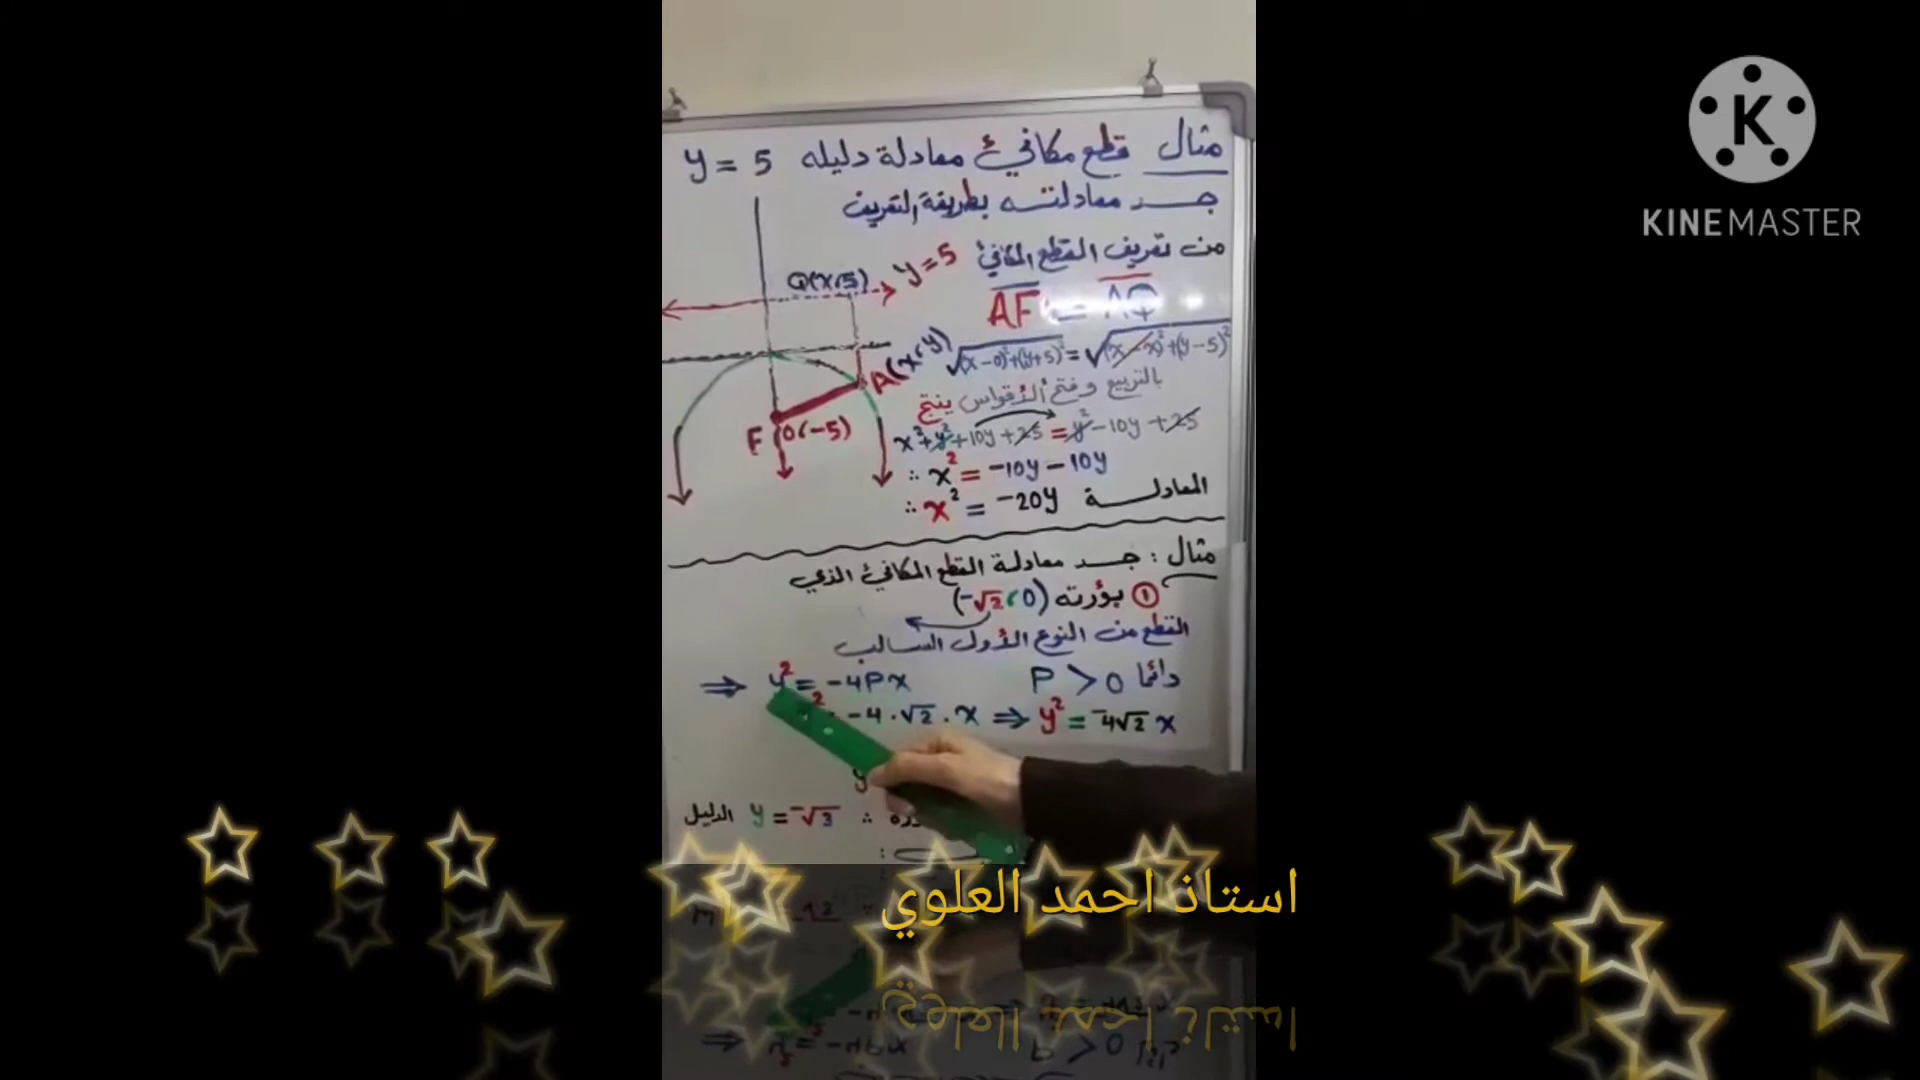 مثال قطع مكافئ معادلة دليله y = 5
جد معادلته بطريقة التعريف
من تعريف القطع المكافئ
y = 5
Q(x,5)
AF = AQ
A(x,y)
√(x-0)²+(y+5)² = √(x-x)²+(y-5)²
بالتربيع وفتح الأقواس ينتج
F(0,-5)
x²+y²+10y+25 = y²-10y+25
∴ x² = -10y-10y
∴ x² = -20y المعادلة
مثال : جد معادلة القطع المكافئ الذي
① بؤرته (-√2,0)
القطع من النوع الأول السالب
دائما P > 0
⇒ y² = -4Px
² = -4·√2·x ⇒ y² = -4√2 x
y
∴ y = -√3 الدليل
استاذ احمد العلوي
K
KINEMASTER